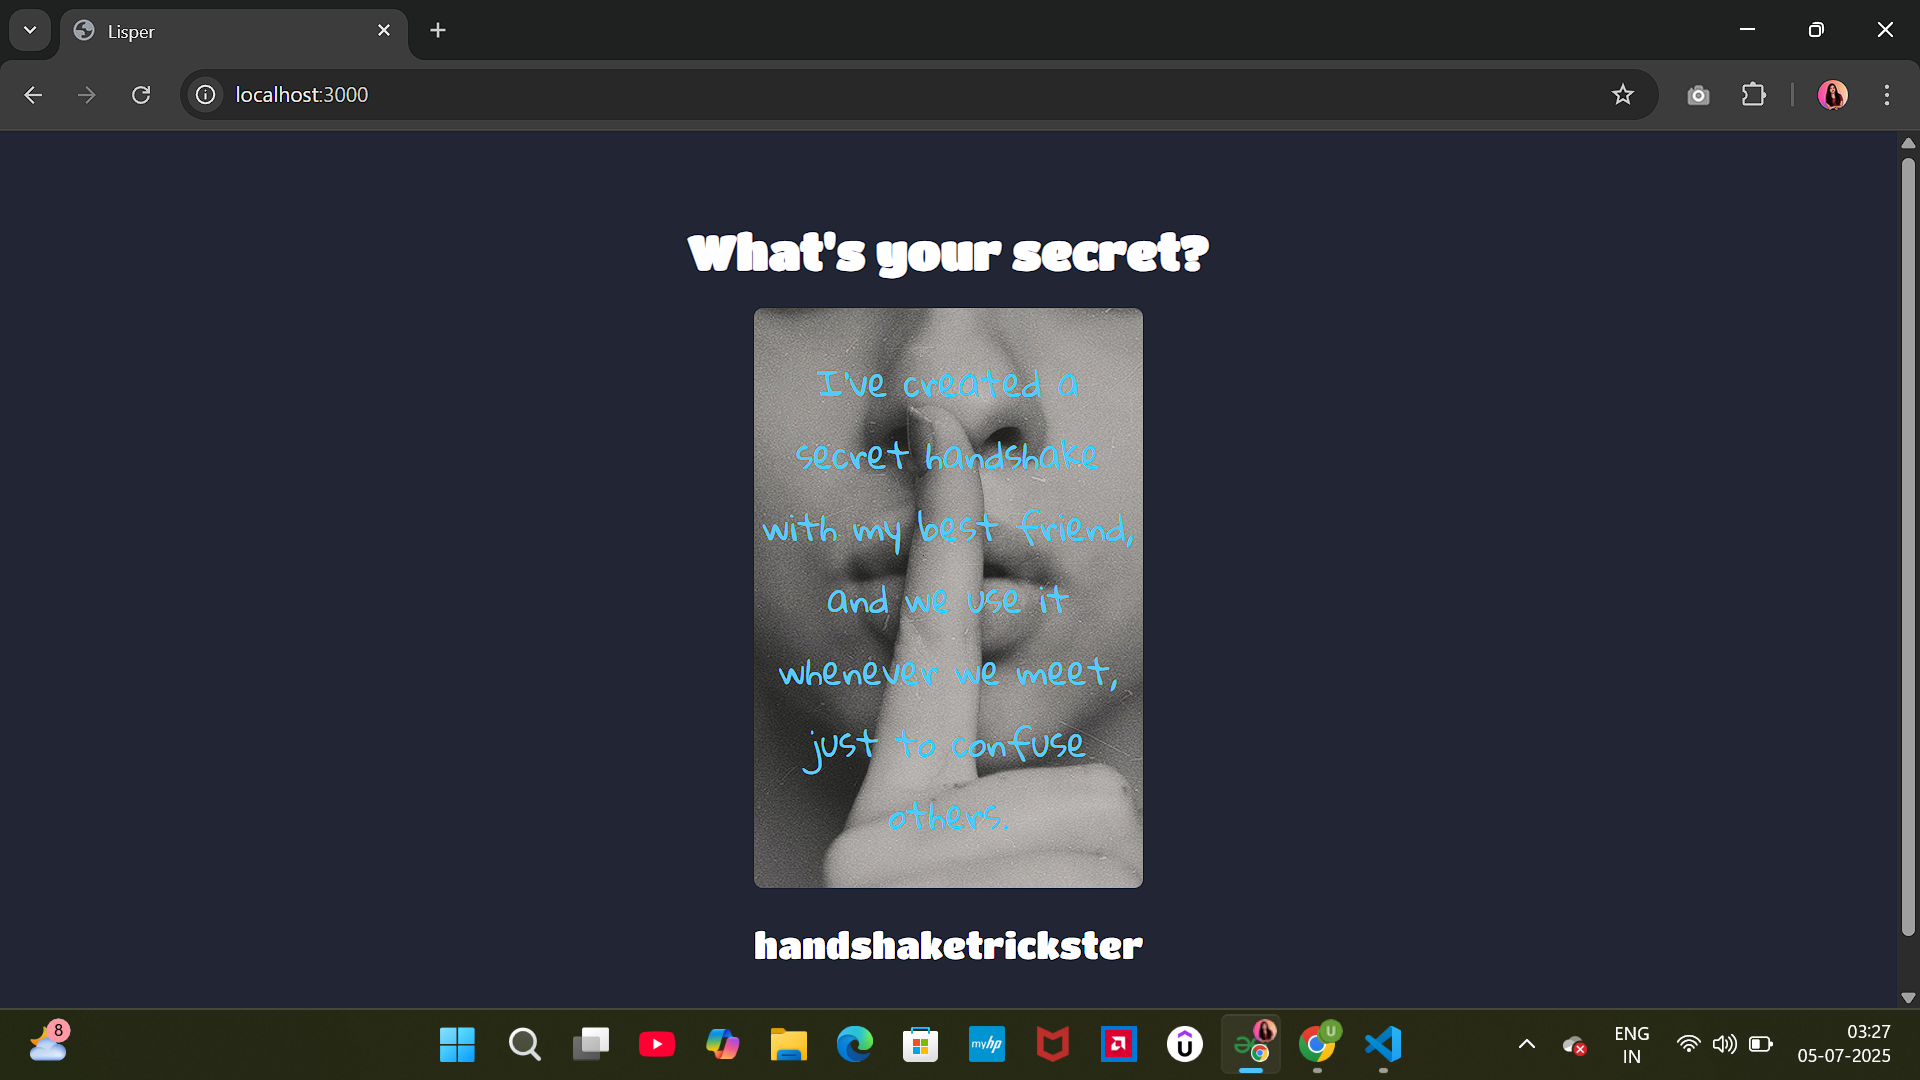 Lisper
localhost:3000
What's your secret?
I've created a
secret handshake
with my best friend,
and we use it
whenever we meet,
just to confuse
others.
handshaketrickster
8
myhp
U
ENG
IN
03:27
05-07-2025